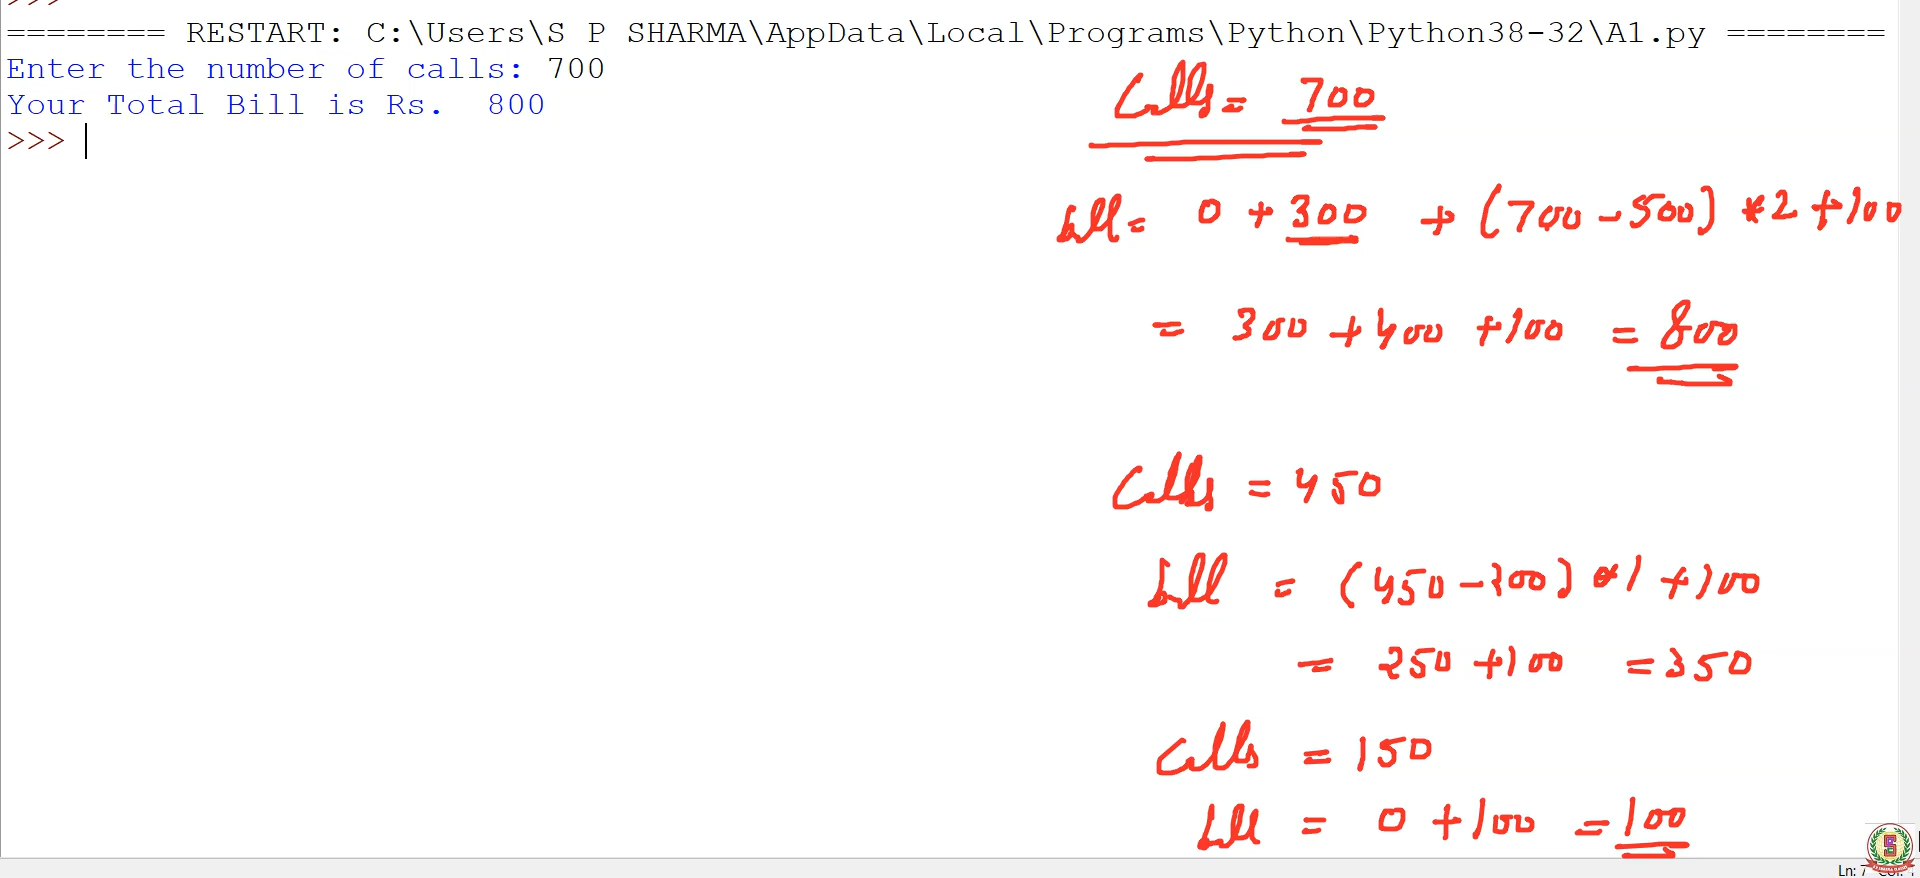 >>>
======== RESTART: C:\Users\S P SHARMA\AppData\Local\Programs\Python\Python38-32\A1.py ========
Enter the number of calls: 700
Your Total Bill is Rs.  800
>>>
Calls = 700
bill = 0 + 300 + (700 - 500) * 2 + 100
= 300 + 400 + 100 = 800
Calls = 450
bill = (450 - 200) * 1 + 100
= 250 + 100 = 350
Calls = 150
bill = 0 + 100 = 100
S
Ln: 7